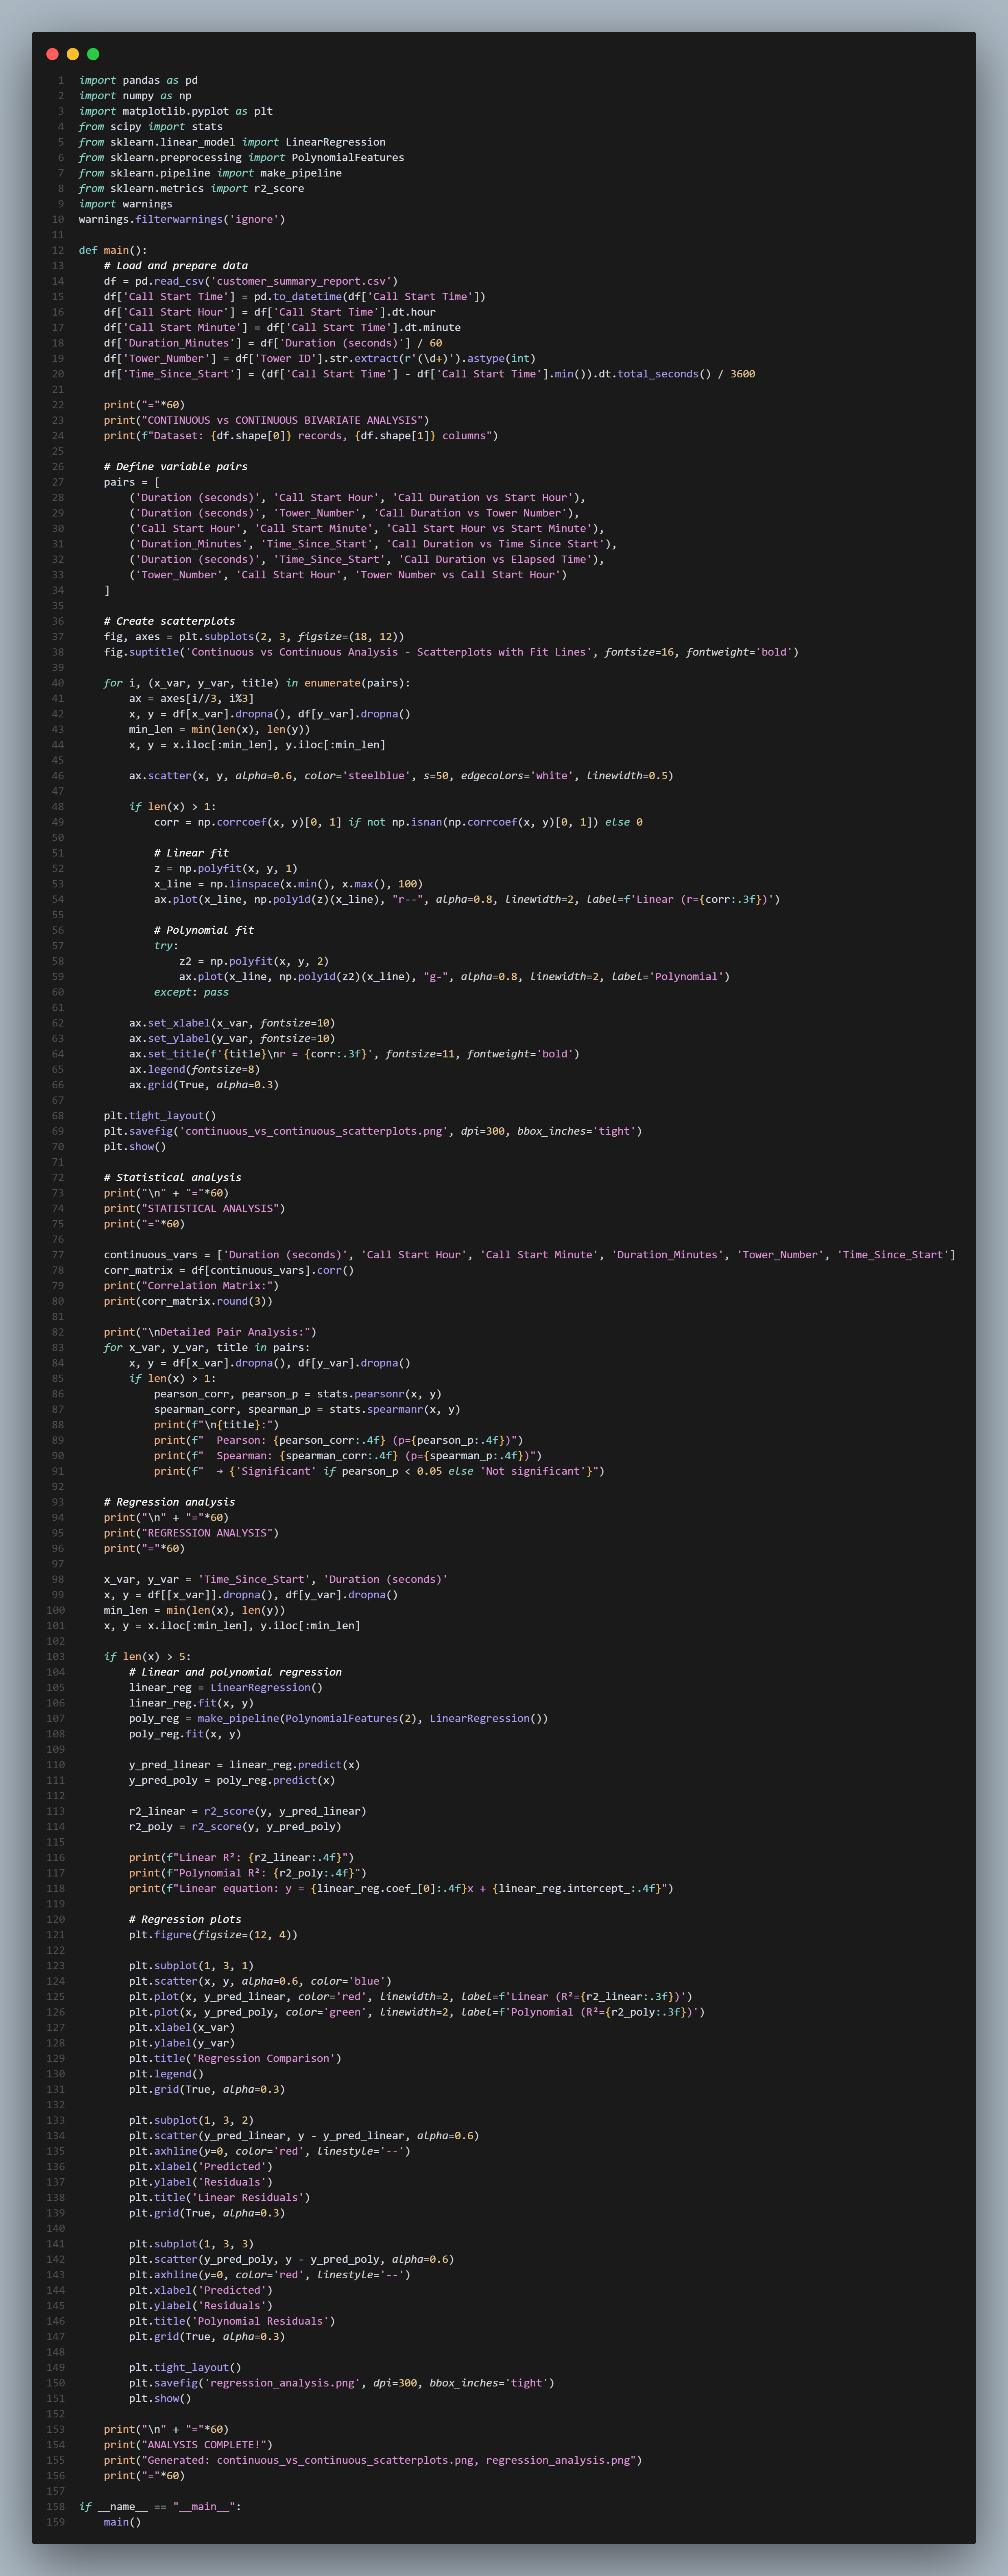 1 import pandas as pd
2 import numpy as np
3 import matplotlib.pyplot as plt
4 from scipy import stats
5 from sklearn.linear_model import LinearRegression
6 from sklearn.preprocessing import PolynomialFeatures
7 from sklearn.pipeline import make_pipeline
8 from sklearn.metrics import r2_score
9 import warnings
10 warnings.filterwarnings('ignore')
11
12 def main():
13     # Load and prepare data
14     df = pd.read_csv('customer_summary_report.csv')
15     df['Call Start Time'] = pd.to_datetime(df['Call Start Time'])
16     df['Call Start Hour'] = df['Call Start Time'].dt.hour
17     df['Call Start Minute'] = df['Call Start Time'].dt.minute
18     df['Duration_Minutes'] = df['Duration (seconds)'] / 60
19     df['Tower_Number'] = df['Tower ID'].str.extract(r'(\d+)').astype(int)
20     df['Time_Since_Start'] = (df['Call Start Time'] - df['Call Start Time'].min()).dt.total_seconds() / 3600
21
22     print("="*60)
23     print("CONTINUOUS vs CONTINUOUS BIVARIATE ANALYSIS")
24     print(f"Dataset: {df.shape[0]} records, {df.shape[1]} columns")
25
26     # Define variable pairs
27     pairs = [
28         ('Duration (seconds)', 'Call Start Hour', 'Call Duration vs Start Hour'),
29         ('Duration (seconds)', 'Tower_Number', 'Call Duration vs Tower Number'),
30         ('Call Start Hour', 'Call Start Minute', 'Call Start Hour vs Start Minute'),
31         ('Duration_Minutes', 'Time_Since_Start', 'Call Duration vs Time Since Start'),
32         ('Duration (seconds)', 'Time_Since_Start', 'Call Duration vs Elapsed Time'),
33         ('Tower_Number', 'Call Start Hour', 'Tower Number vs Call Start Hour')
34     ]
35
36     # Create scatterplots
37     fig, axes = plt.subplots(2, 3, figsize=(18, 12))
38     fig.suptitle('Continuous vs Continuous Analysis - Scatterplots with Fit Lines', fontsize=16, fontweight='bold')
39
40     for i, (x_var, y_var, title) in enumerate(pairs):
41         ax = axes[i//3, i%3]
42         x, y = df[x_var].dropna(), df[y_var].dropna()
43         min_len = min(len(x), len(y))
44         x, y = x.iloc[:min_len], y.iloc[:min_len]
45
46         ax.scatter(x, y, alpha=0.6, color='steelblue', s=50, edgecolors='white', linewidth=0.5)
47
48         if len(x) > 1:
49             corr = np.corrcoef(x, y)[0, 1] if not np.isnan(np.corrcoef(x, y)[0, 1]) else 0
50
51             # Linear fit
52             z = np.polyfit(x, y, 1)
53             x_line = np.linspace(x.min(), x.max(), 100)
54             ax.plot(x_line, np.poly1d(z)(x_line), "r--", alpha=0.8, linewidth=2, label=f'Linear (r={corr:.3f})')
55
56             # Polynomial fit
57             try:
58                 z2 = np.polyfit(x, y, 2)
59                 ax.plot(x_line, np.poly1d(z2)(x_line), "g-", alpha=0.8, linewidth=2, label='Polynomial')
60             except: pass
61
62         ax.set_xlabel(x_var, fontsize=10)
63         ax.set_ylabel(y_var, fontsize=10)
64         ax.set_title(f'{title}\nr = {corr:.3f}', fontsize=11, fontweight='bold')
65         ax.legend(fontsize=8)
66         ax.grid(True, alpha=0.3)
67
68     plt.tight_layout()
69     plt.savefig('continuous_vs_continuous_scatterplots.png', dpi=300, bbox_inches='tight')
70     plt.show()
71
72     # Statistical analysis
73     print("\n" + "="*60)
74     print("STATISTICAL ANALYSIS")
75     print("="*60)
76
77     continuous_vars = ['Duration (seconds)', 'Call Start Hour', 'Call Start Minute', 'Duration_Minutes', 'Tower_Number', 'Time_Since_Start']
78     corr_matrix = df[continuous_vars].corr()
79     print("Correlation Matrix:")
80     print(corr_matrix.round(3))
81
82     print("\nDetailed Pair Analysis:")
83     for x_var, y_var, title in pairs:
84         x, y = df[x_var].dropna(), df[y_var].dropna()
85         if len(x) > 1:
86             pearson_corr, pearson_p = stats.pearsonr(x, y)
87             spearman_corr, spearman_p = stats.spearmanr(x, y)
88             print(f"\n{title}:")
89             print(f"  Pearson: {pearson_corr:.4f} (p={pearson_p:.4f})")
90             print(f"  Spearman: {spearman_corr:.4f} (p={spearman_p:.4f})")
91             print(f"  → {'Significant' if pearson_p < 0.05 else 'Not significant'}")
92
93     # Regression analysis
94     print("\n" + "="*60)
95     print("REGRESSION ANALYSIS")
96     print("="*60)
97
98     x_var, y_var = 'Time_Since_Start', 'Duration (seconds)'
99     x, y = df[[x_var]].dropna(), df[y_var].dropna()
100     min_len = min(len(x), len(y))
101     x, y = x.iloc[:min_len], y.iloc[:min_len]
102
103     if len(x) > 5:
104         # Linear and polynomial regression
105         linear_reg = LinearRegression()
106         linear_reg.fit(x, y)
107         poly_reg = make_pipeline(PolynomialFeatures(2), LinearRegression())
108         poly_reg.fit(x, y)
109
110         y_pred_linear = linear_reg.predict(x)
111         y_pred_poly = poly_reg.predict(x)
112
113         r2_linear = r2_score(y, y_pred_linear)
114         r2_poly = r2_score(y, y_pred_poly)
115
116         print(f"Linear R²: {r2_linear:.4f}")
117         print(f"Polynomial R²: {r2_poly:.4f}")
118         print(f"Linear equation: y = {linear_reg.coef_[0]:.4f}x + {linear_reg.intercept_:.4f}")
119
120         # Regression plots
121         plt.figure(figsize=(12, 4))
122
123         plt.subplot(1, 3, 1)
124         plt.scatter(x, y, alpha=0.6, color='blue')
125         plt.plot(x, y_pred_linear, color='red', linewidth=2, label=f'Linear (R²={r2_linear:.3f})')
126         plt.plot(x, y_pred_poly, color='green', linewidth=2, label=f'Polynomial (R²={r2_poly:.3f})')
127         plt.xlabel(x_var)
128         plt.ylabel(y_var)
129         plt.title('Regression Comparison')
130         plt.legend()
131         plt.grid(True, alpha=0.3)
132
133         plt.subplot(1, 3, 2)
134         plt.scatter(y_pred_linear, y - y_pred_linear, alpha=0.6)
135         plt.axhline(y=0, color='red', linestyle='--')
136         plt.xlabel('Predicted')
137         plt.ylabel('Residuals')
138         plt.title('Linear Residuals')
139         plt.grid(True, alpha=0.3)
140
141         plt.subplot(1, 3, 3)
142         plt.scatter(y_pred_poly, y - y_pred_poly, alpha=0.6)
143         plt.axhline(y=0, color='red', linestyle='--')
144         plt.xlabel('Predicted')
145         plt.ylabel('Residuals')
146         plt.title('Polynomial Residuals')
147         plt.grid(True, alpha=0.3)
148
149         plt.tight_layout()
150         plt.savefig('regression_analysis.png', dpi=300, bbox_inches='tight')
151         plt.show()
152
153     print("\n" + "="*60)
154     print("ANALYSIS COMPLETE!")
155     print("Generated: continuous_vs_continuous_scatterplots.png, regression_analysis.png")
156     print("="*60)
157
158 if __name__ == "__main__":
159     main()